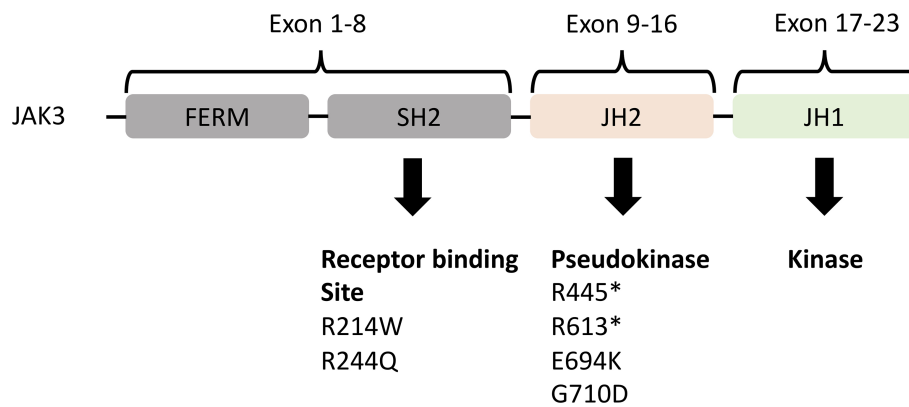 Exon 1-8 Exon 9-16 Exon 17-23
JAK3 FERM SH2 JH2 JH1
Receptor binding Pseudokinase Kinase
Site R445*
R214W R613*
R244Q E694K
G710D